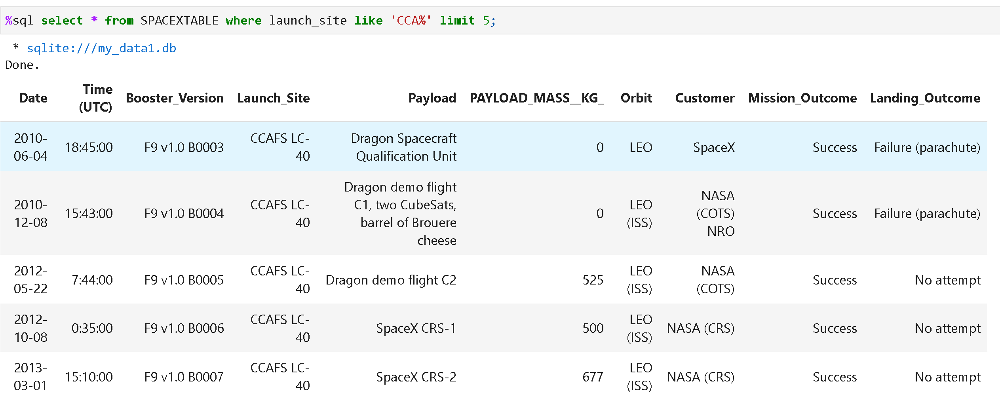 %sql select * from SPACEXTABLE where launch_site like 'CCA%' limit 5;
* sqlite:///my_data1.db
Done.
Date Time (UTC) Booster_Version Launch_Site Payload PAYLOAD_MASS__KG_ Orbit Customer Mission_Outcome Landing_Outcome
2010-06-04 18:45:00 F9 v1.0 B0003 CCAFS LC-40 Dragon Spacecraft Qualification Unit 0 LEO SpaceX Success Failure (parachute)
2010-12-08 15:43:00 F9 v1.0 B0004 CCAFS LC-40 Dragon demo flight C1, two CubeSats, barrel of Brouere cheese 0 LEO (ISS) NASA (COTS) NRO Success Failure (parachute)
2012-05-22 7:44:00 F9 v1.0 B0005 CCAFS LC-40 Dragon demo flight C2 525 LEO (ISS) NASA (COTS) Success No attempt
2012-10-08 0:35:00 F9 v1.0 B0006 CCAFS LC-40 SpaceX CRS-1 500 LEO (ISS) NASA (CRS) Success No attempt
2013-03-01 15:10:00 F9 v1.0 B0007 CCAFS LC-40 SpaceX CRS-2 677 LEO (ISS) NASA (CRS) Success No attempt